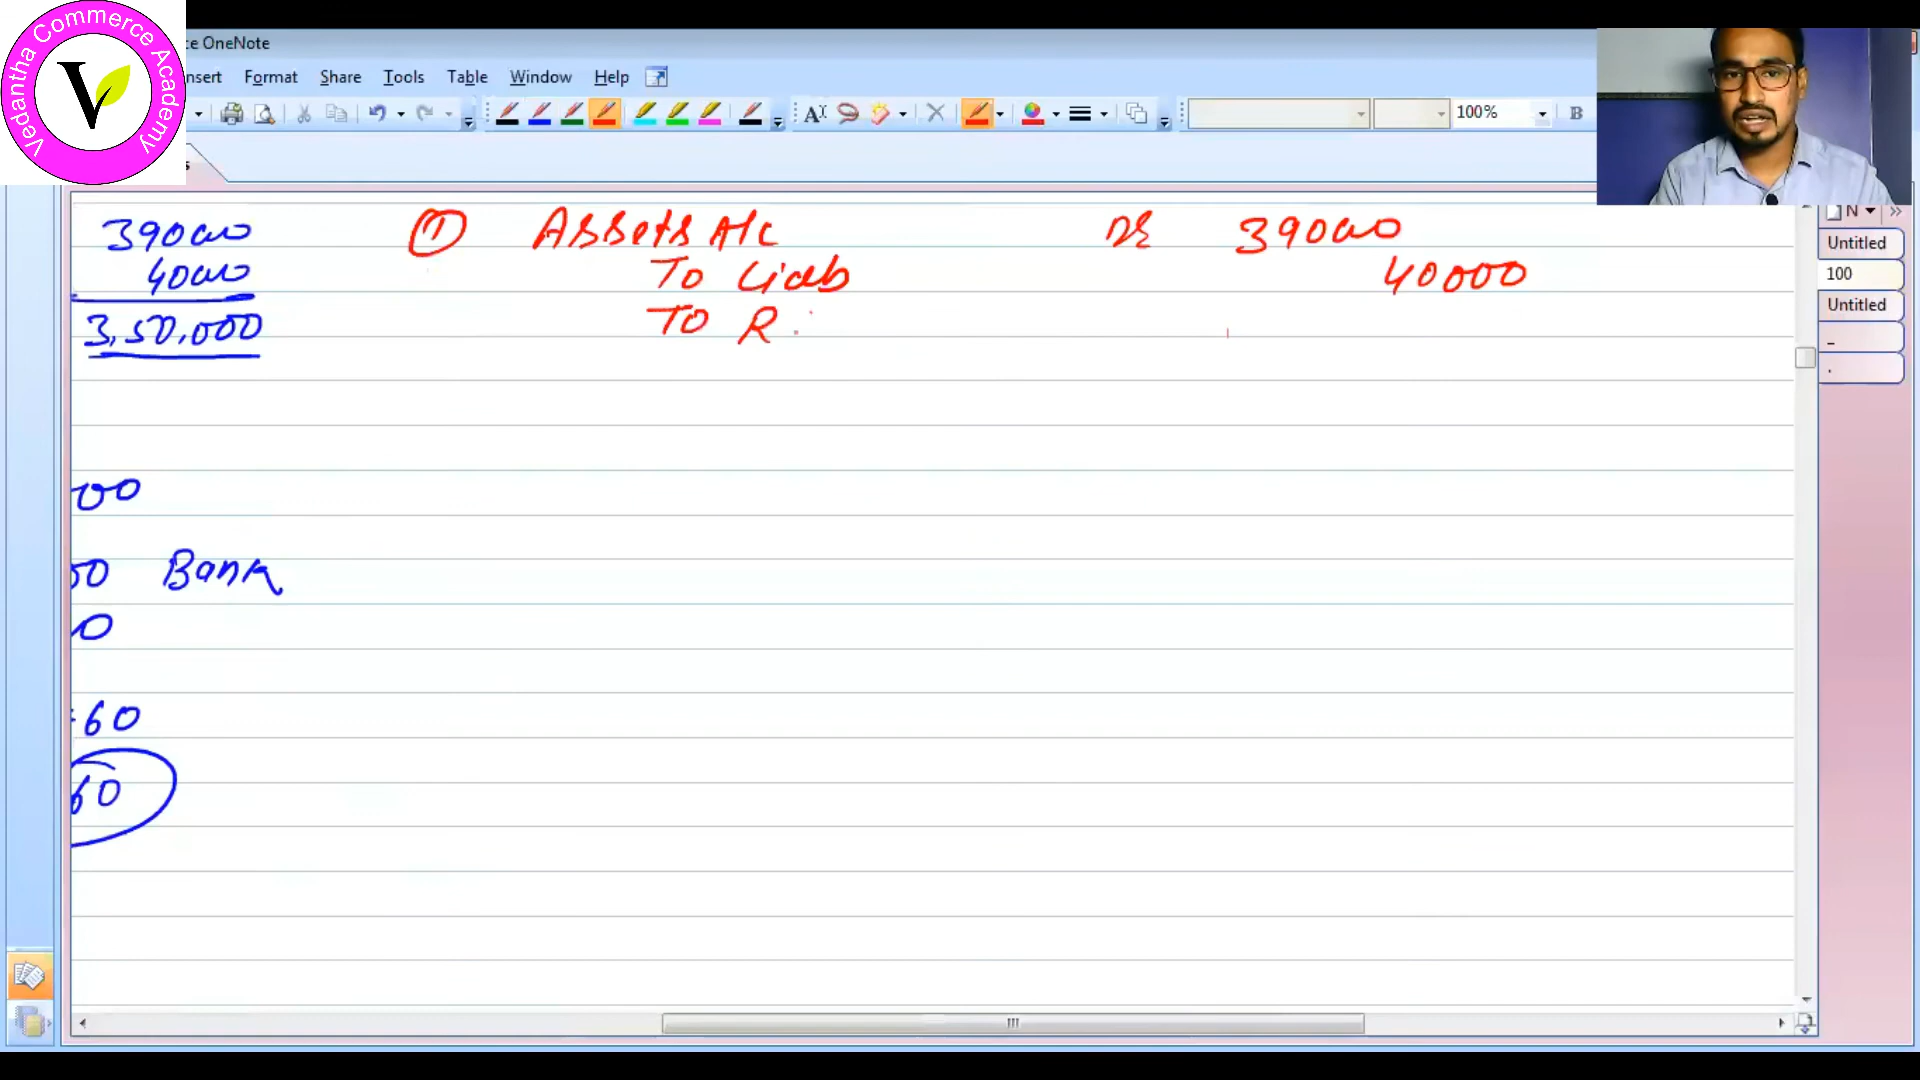 Vedantha Commerce Academy
V
ce OneNote
nsert Format Share Tools Table Window Help
100% B
s
N
Untitled
100
Untitled
390000 ① Assets A/c Dr 390000
40000 To Liab 40000
3,50,000 To R
00
00 Bank
0
=60
60